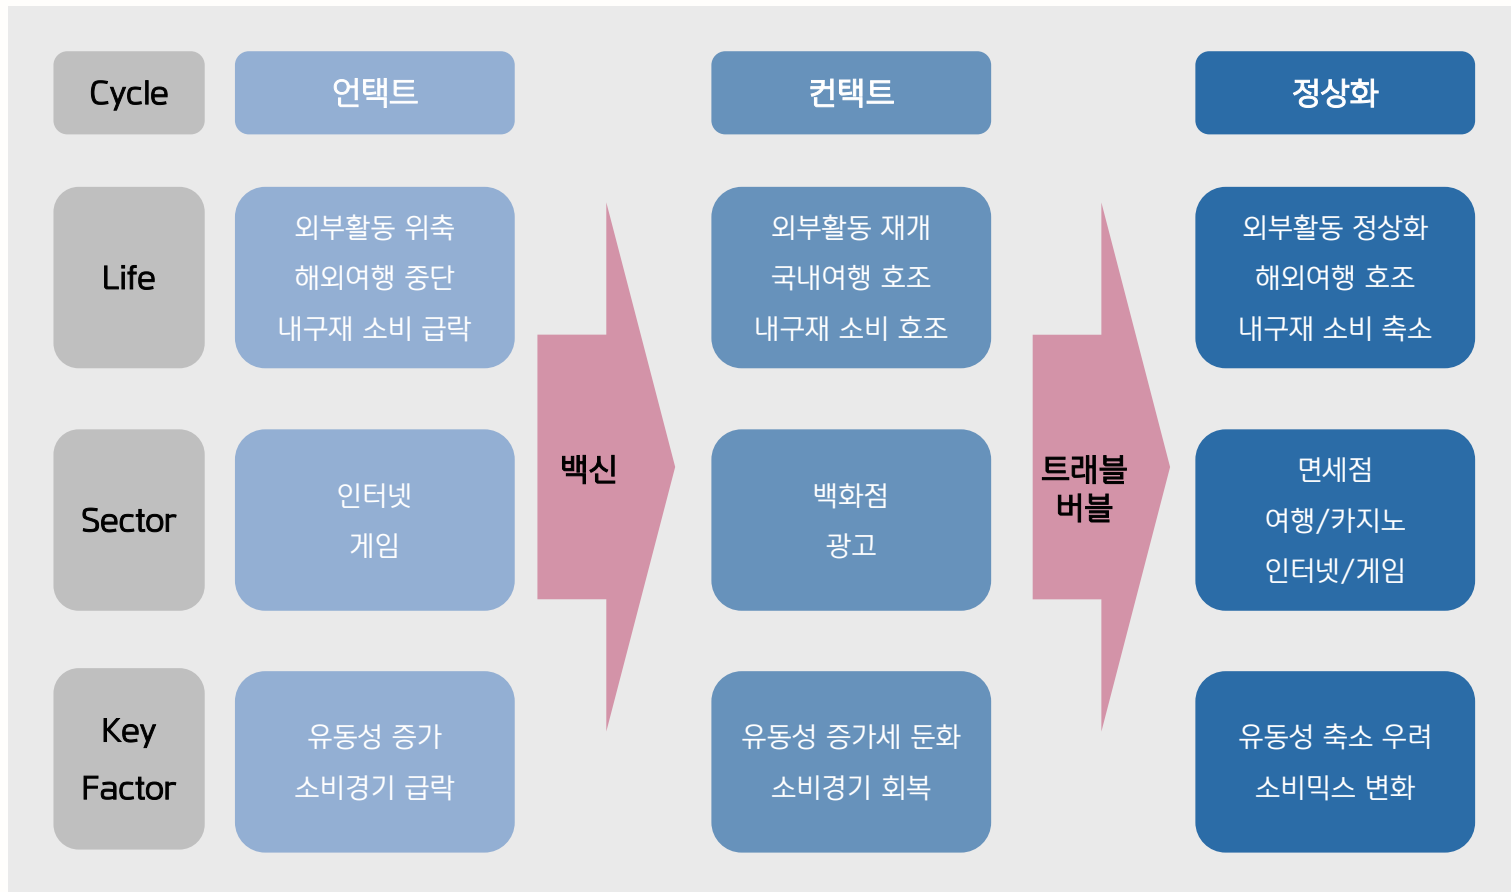 Cycle
언택트
컨택트
정상화
Life
외부활동 위축
해외여행 중단
내구재 소비 급락
외부활동 재개
국내여행 호조
내구재 소비 호조
외부활동 정상화
해외여행 호조
내구재 소비 축소
백신
트래블
버블
Sector
인터넷
게임
백화점
광고
면세점
여행/카지노
인터넷/게임
Key
Factor
유동성 증가
소비경기 급락
유동성 증가세 둔화
소비경기 회복
유동성 축소 우려
소비믹스 변화